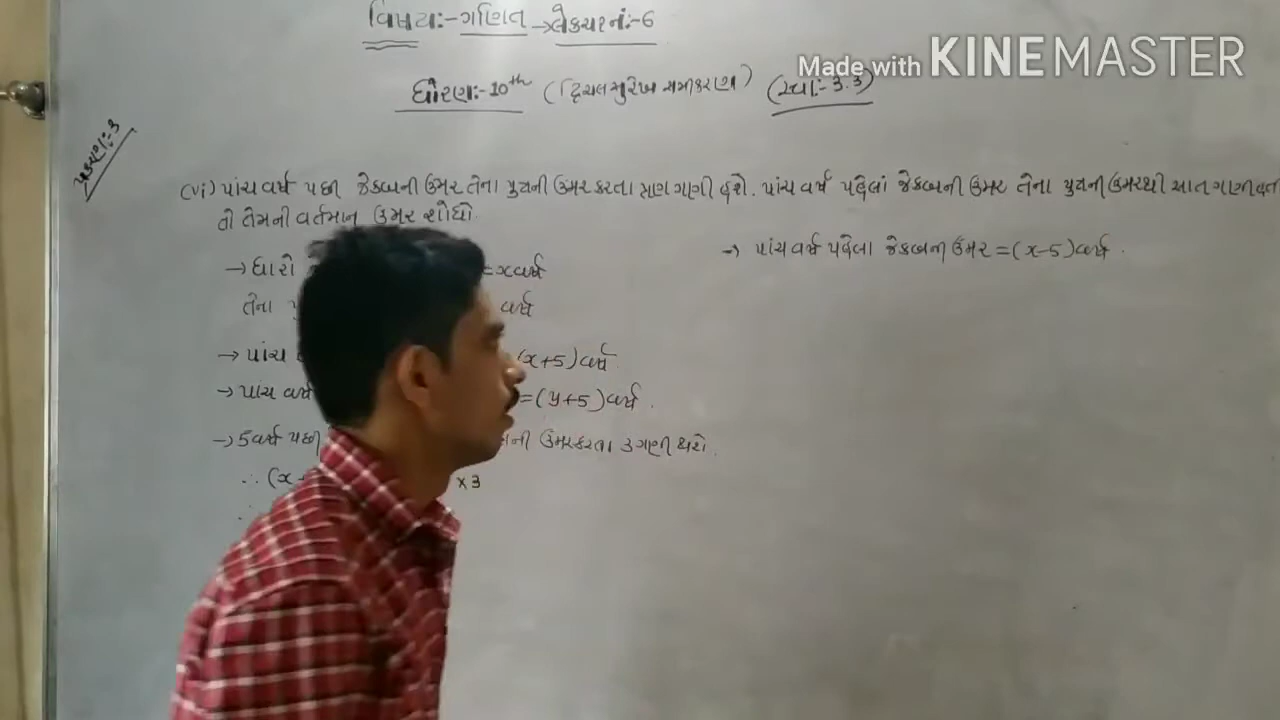 વિષય:-ગણિત →લેકચર નં:-6
Made with KINEMASTER
ધોરણ:-10th (દ્વિચલ સુરેખ સમીકરણ) (સ્વા:-3.3)
પ્રકરણ:-3
(vi) પાંચ વર્ષ પછી જેકબની ઉંમર તેના પુત્રની ઉંમર કરતા ત્રણ ગણી હશે. પાંચ વર્ષ પહેલાં જેકબની ઉંમર તેના પુત્રની ઉંમરથી સાત ગણી હતી
તો તેમની વર્તમાન ઉંમર શોધો.
→ ધારો = x વર્ષ
તેના વર્ષ
→ પાંચ (x+5) વર્ષ.
→ પાંચ વર્ષ =(y+5) વર્ષ.
→ 5 વર્ષ પછી ની ઉંમર કરતા 3 ગણી થશે.
∴ (x × 3
→ પાંચ વર્ષ પહેલા જેકબની ઉંમર =(x-5) વર્ષ.